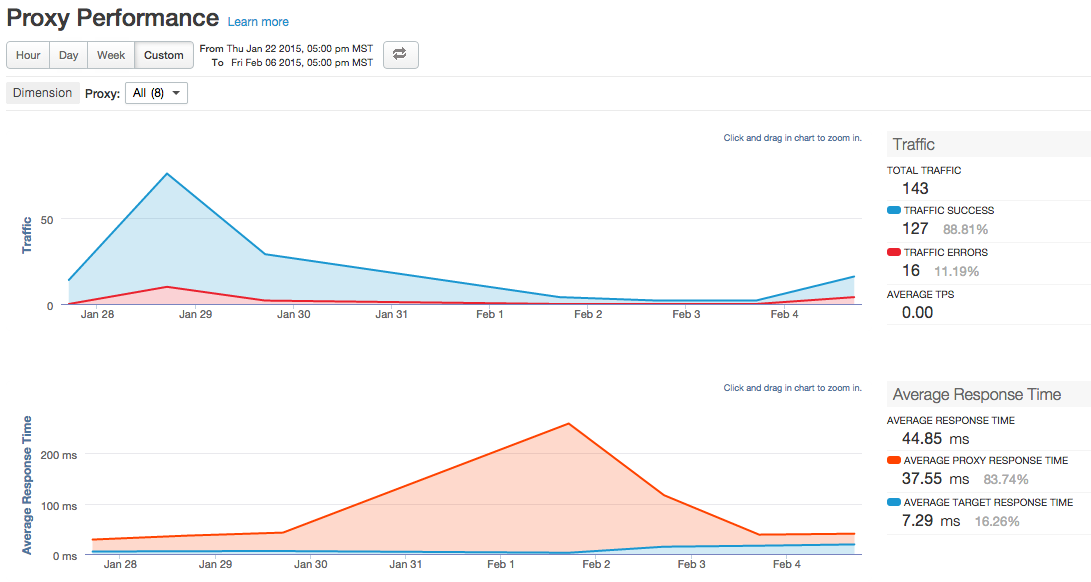 Proxy Performance Learn more
Hour Day Week Custom From Thu Jan 22 2015, 05:00 pm MST
To Fri Feb 06 2015, 05:00 pm MST
Dimension Proxy: All (8)
Click and drag in chart to zoom in.
Traffic
50
0
Jan 28 Jan 29 Jan 30 Jan 31 Feb 1 Feb 2 Feb 3 Feb 4
Traffic
TOTAL TRAFFIC
143
TRAFFIC SUCCESS
127 88.81%
TRAFFIC ERRORS
16 11.19%
AVERAGE TPS
0.00
Click and drag in chart to zoom in.
Average Response Time
200 ms
100 ms
0 ms
Jan 28 Jan 29 Jan 30 Jan 31 Feb 1 Feb 2 Feb 3 Feb 4
Average Response Time
AVERAGE RESPONSE TIME
44.85 ms
AVERAGE PROXY RESPONSE TIME
37.55 ms 83.74%
AVERAGE TARGET RESPONSE TIME
7.29 ms 16.26%